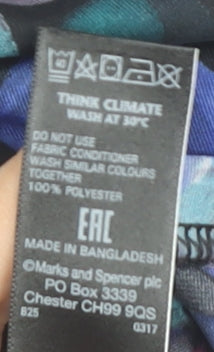 40
THINK CLIMATE
WASH AT 30°C
DO NOT USE
FABRIC CONDITIONER
WASH SIMILAR COLOURS
TOGETHER
100% POLYESTER
EAC
MADE IN BANGLADESH
©Marks and Spencer plc
PO Box 3339
Chester CH99 9QS
825 0317